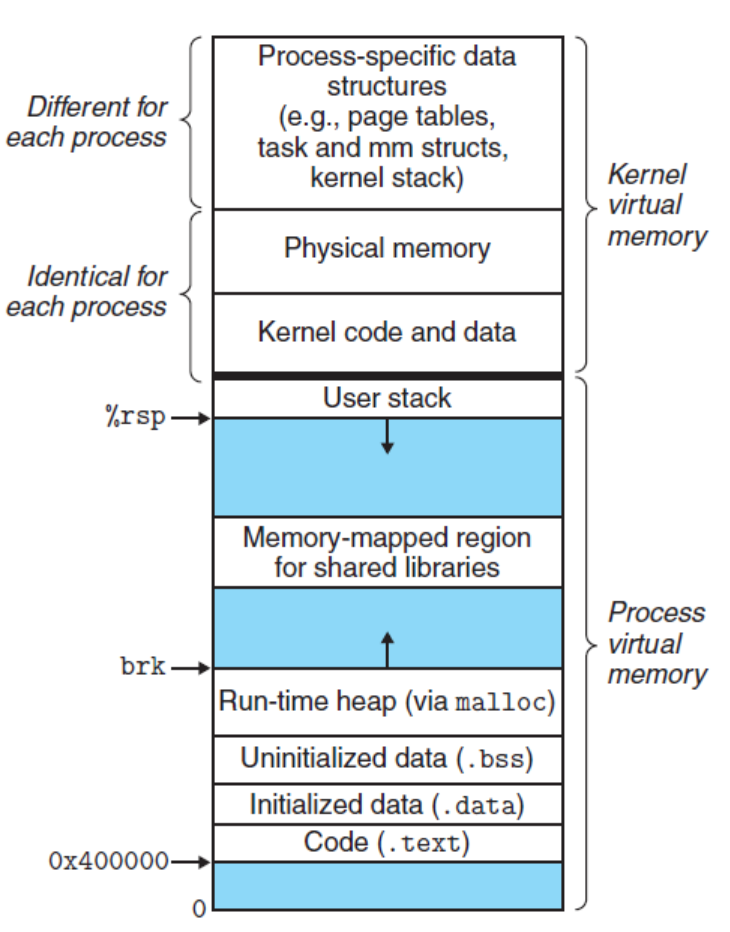 Process-specific data
structures
(e.g., page tables,
task and mm structs,
kernel stack)
Different for
each process
Kernel
virtual
memory
Physical memory
Identical for
each process
Kernel code and data
User stack
%rsp
Memory-mapped region
for shared libraries
Process
virtual
memory
brk
Run-time heap (via malloc)
Uninitialized data (.bss)
Initialized data (.data)
Code (.text)
0x400000
0